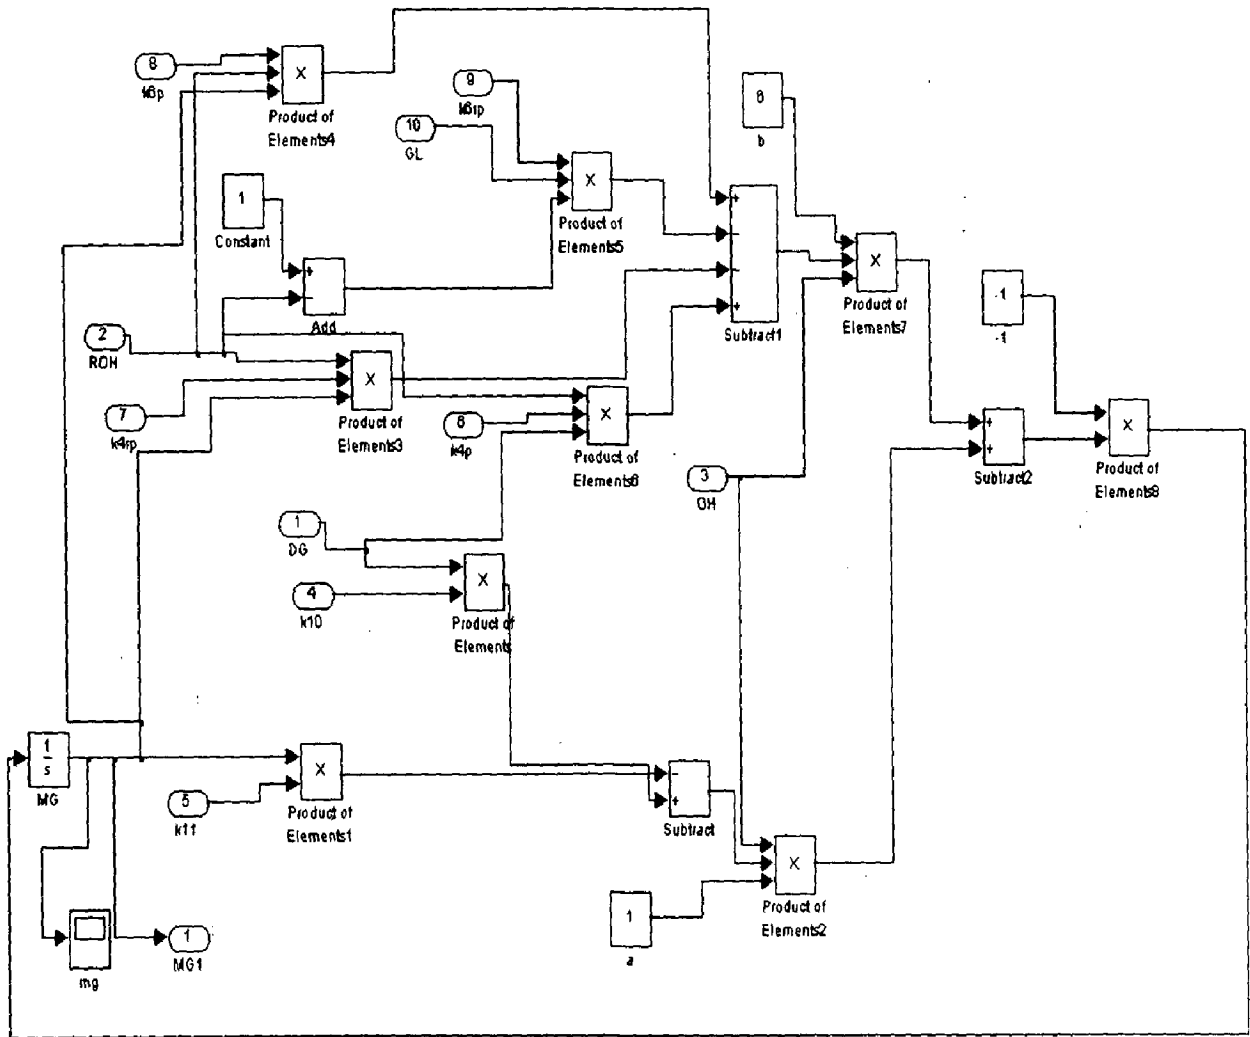 8
k6p
X
Product of
Elements4
9
k6rp
10
GL
X
Product of
Elements5
6
b
1
Constant
+
−
Add
+
−
−
+
Subtract1
X
Product of
Elements7
-1
-1
2
ROH
7
k4rp
X
Product of
Elements3
6
k4p
X
Product of
Elements6
3
OH
+
+
Subtract2
X
Product of
Elements8
1
DG
4
k10
X
Product of
Elements
1
s
MG
5
k11
X
Product of
Elements1
−
+
Subtract
X
Product of
Elements2
1
a
mg
1
MG1